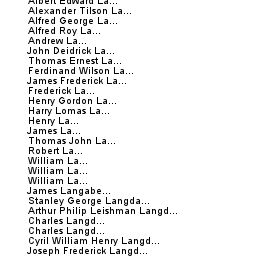 Albert Edward La...
Alexander Tilson La...
Alfred George La...
Alfred Roy La...
Andrew La...
John Deidrick La...
Thomas Ernest La...
Ferdinand Wilson La...
James Frederick La...
Frederick La...
Henry Gordon La...
Harry Lomas La...
Henry La...
James La...
Thomas John La...
Robert La...
William La...
William La...
William La...
James Langabe...
Stanley George Langda...
Arthur Philip Leishman Langd...
Charles Langd...
Charles Langd...
Cyril William Henry Langd...
Joseph Frederick Langd...